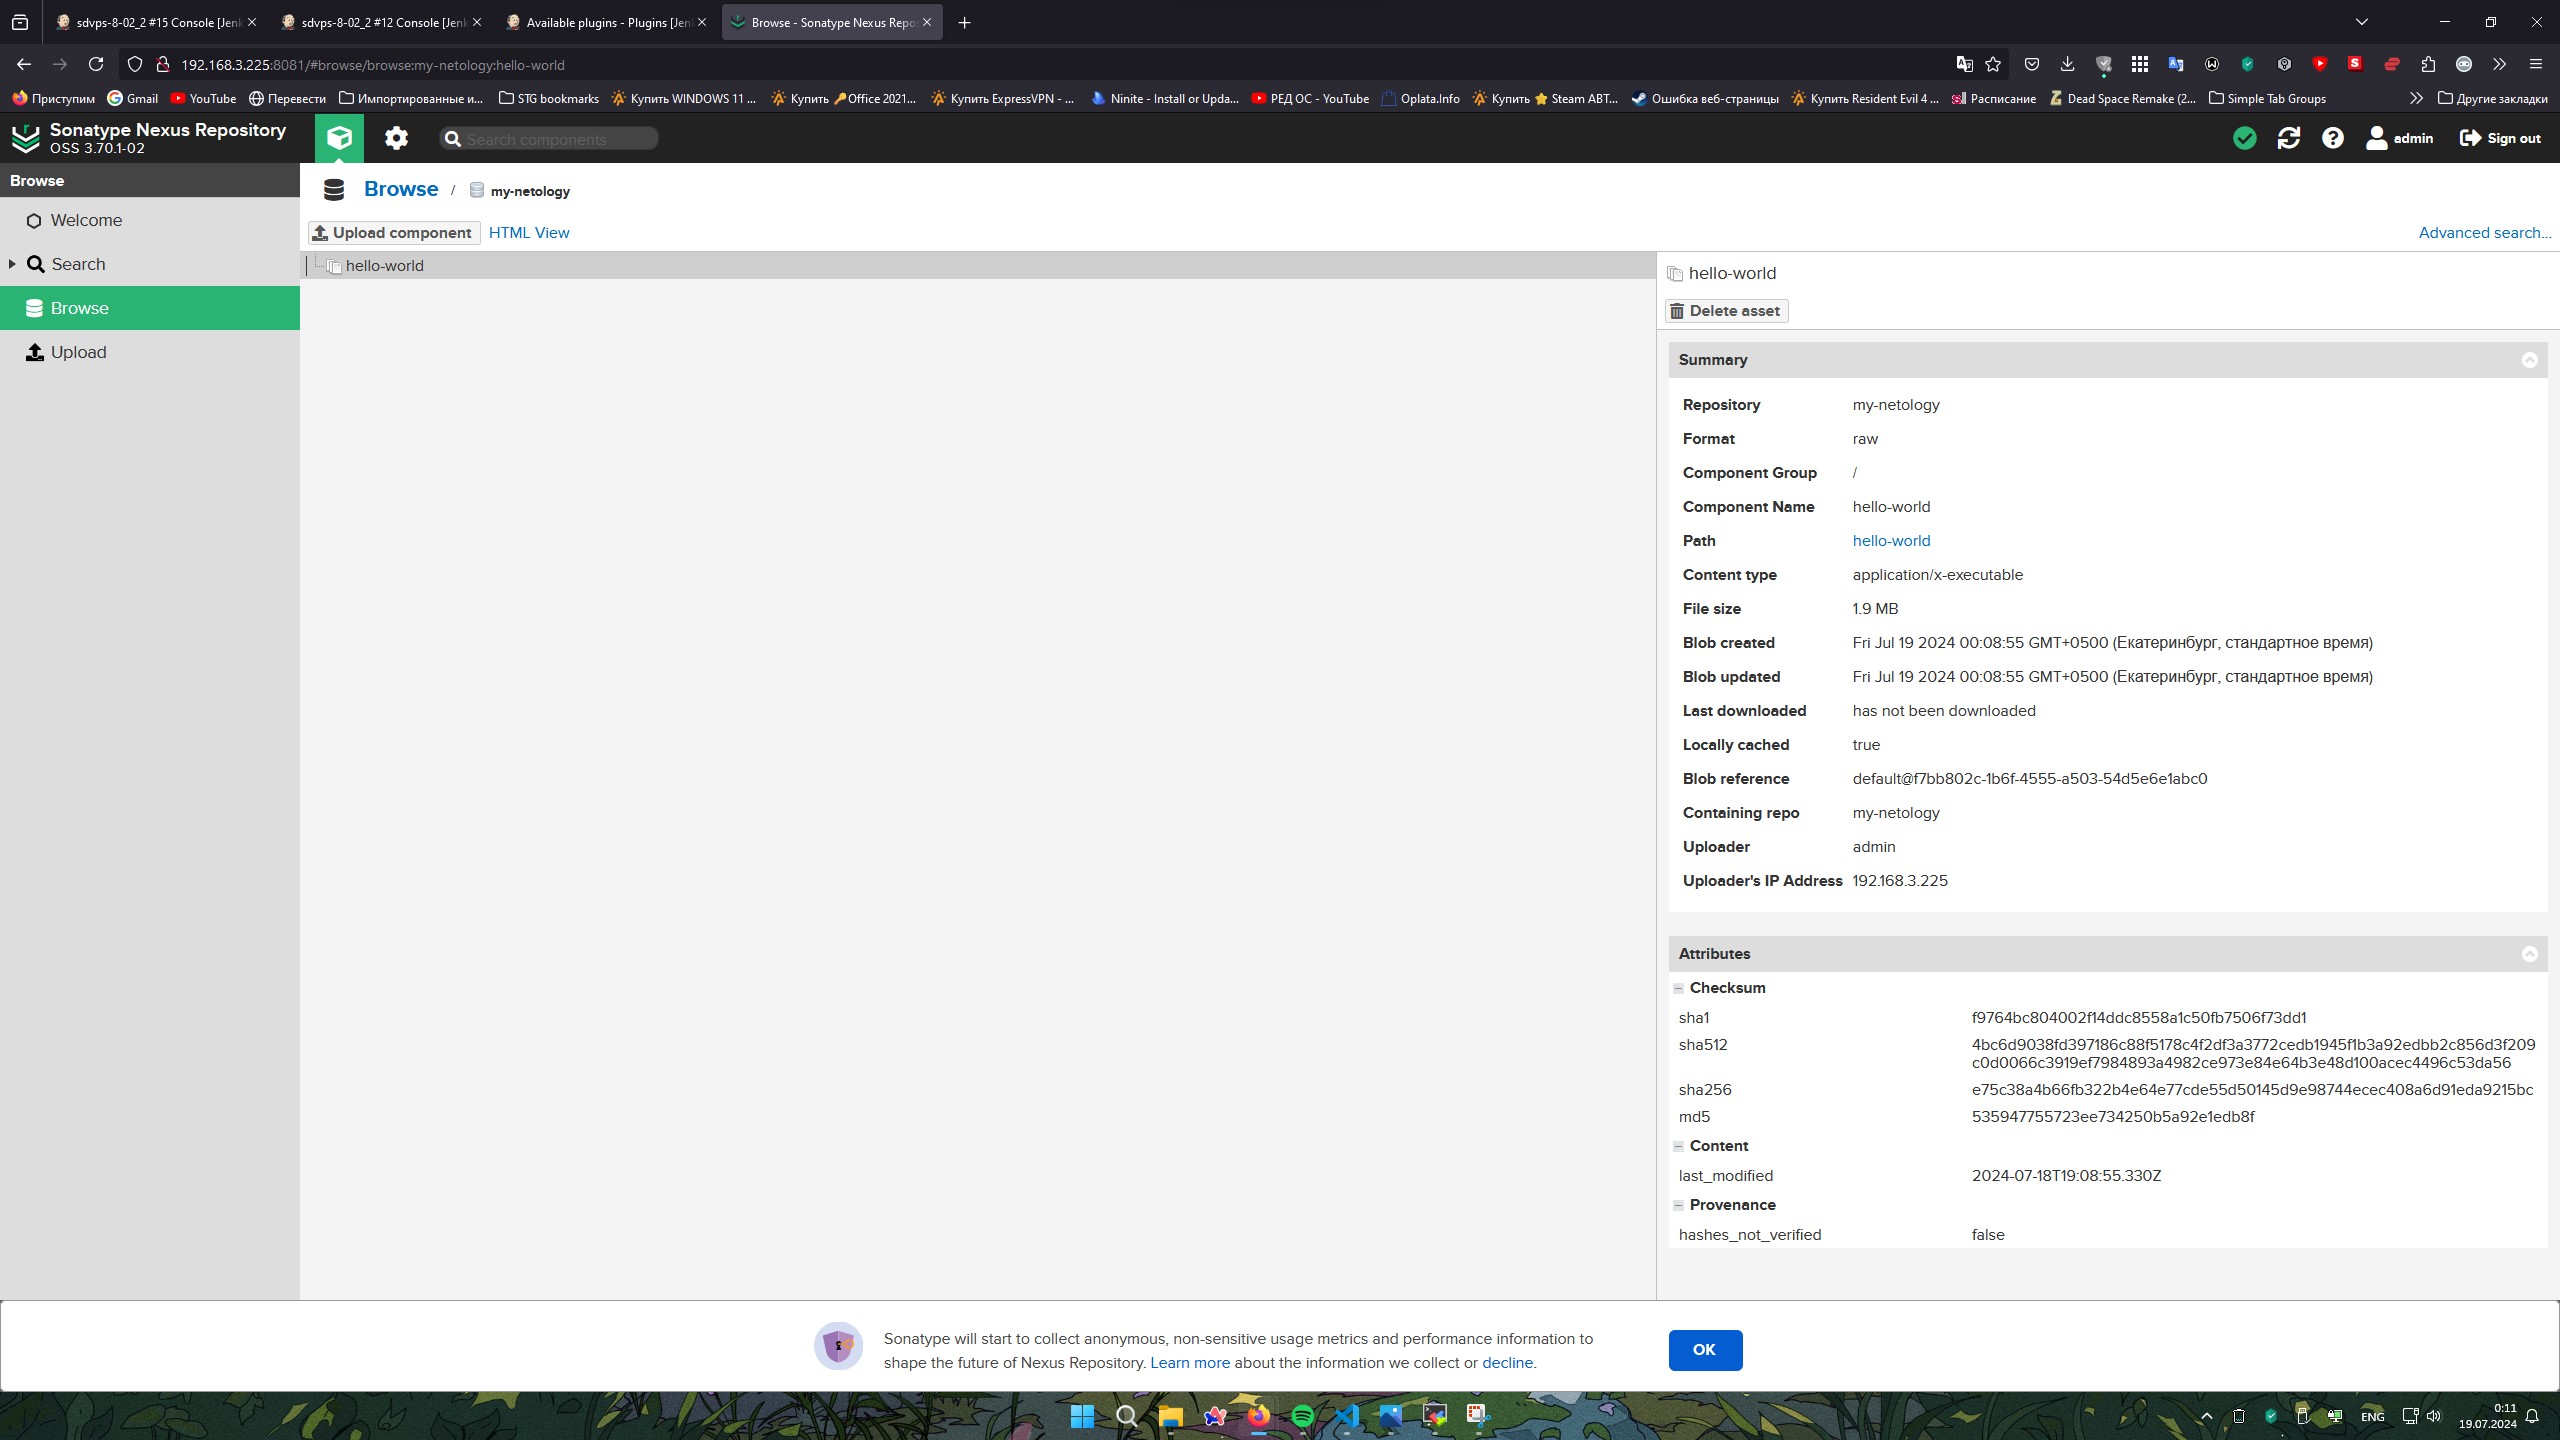 sdvps-8-02_2 #15 Console [Jenk
sdvps-8-02_2 #12 Console [Jenk
Available plugins - Plugins [Jenk
Browse - Sonatype Nexus Repos
192.168.3.225:8081/#browse/browse:my-netology:hello-world
Приступим
Gmail
YouTube
Перевести
Импортированные и...
STG bookmarks
Купить WINDOWS 11 ...
Купить 🔑Office 2021...
Купить ExpressVPN - ...
Ninite - Install or Upda...
РЕД ОС - YouTube
Oplata.Info
Купить ⭐ Steam АВТ...
Ошибка веб-страницы
Купить Resident Evil 4 ...
Расписание
Dead Space Remake (2...
Simple Tab Groups
Другие закладки
Sonatype Nexus Repository
OSS 3.70.1-02
Search components
admin
Sign out
Browse
Welcome
Search
Browse
Upload
Browse / my-netology
Upload component
HTML View
Advanced search...
hello-world
hello-world
Delete asset
Summary
Repository my-netology
Format raw
Component Group /
Component Name hello-world
Path hello-world
Content type application/x-executable
File size 1.9 MB
Blob created Fri Jul 19 2024 00:08:55 GMT+0500 (Екатеринбург, стандартное время)
Blob updated Fri Jul 19 2024 00:08:55 GMT+0500 (Екатеринбург, стандартное время)
Last downloaded has not been downloaded
Locally cached true
Blob reference default@f7bb802c-1b6f-4555-a503-54d5e6e1abc0
Containing repo my-netology
Uploader admin
Uploader's IP Address 192.168.3.225
Attributes
Checksum
sha1 f9764bc804002f14ddc8558a1c50fb7506f73dd1
sha512 4bc6d9038fd397186c88f5178c4f2df3a3772cedb1945f1b3a92edbb2c856d3f209
c0d0066c3919ef7984893a4982ce973e84e64b3e48d100acec4496c53da56
sha256 e75c38a4b66fb322b4e64e77cde55d50145d9e98744ecec408a6d91eda9215bc
md5 535947755723ee734250b5a92e1edb8f
Content
last_modified 2024-07-18T19:08:55.330Z
Provenance
hashes_not_verified false
Sonatype will start to collect anonymous, non-sensitive usage metrics and performance information to
shape the future of Nexus Repository. Learn more about the information we collect or decline.
OK
ENG
0:11
19.07.2024